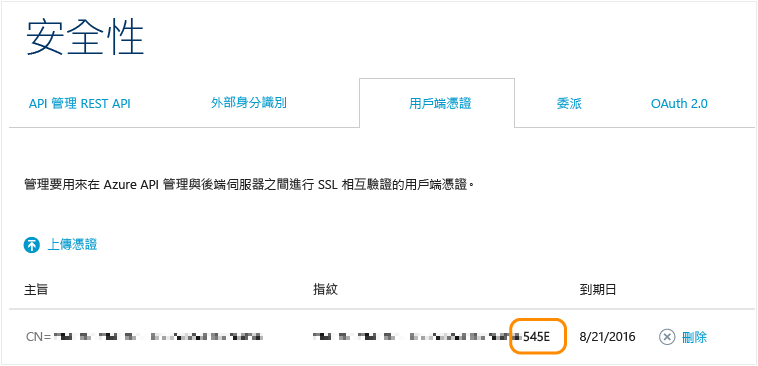 安全性
API 管理 REST API 外部身分識別 用戶端憑證 委派 OAuth 2.0
管理要用來在 Azure API 管理與後端伺服器之間進行 SSL 相互驗證的用戶端憑證。
上傳憑證
主旨 指紋 到期日
CN= 545E 8/21/2016 刪除